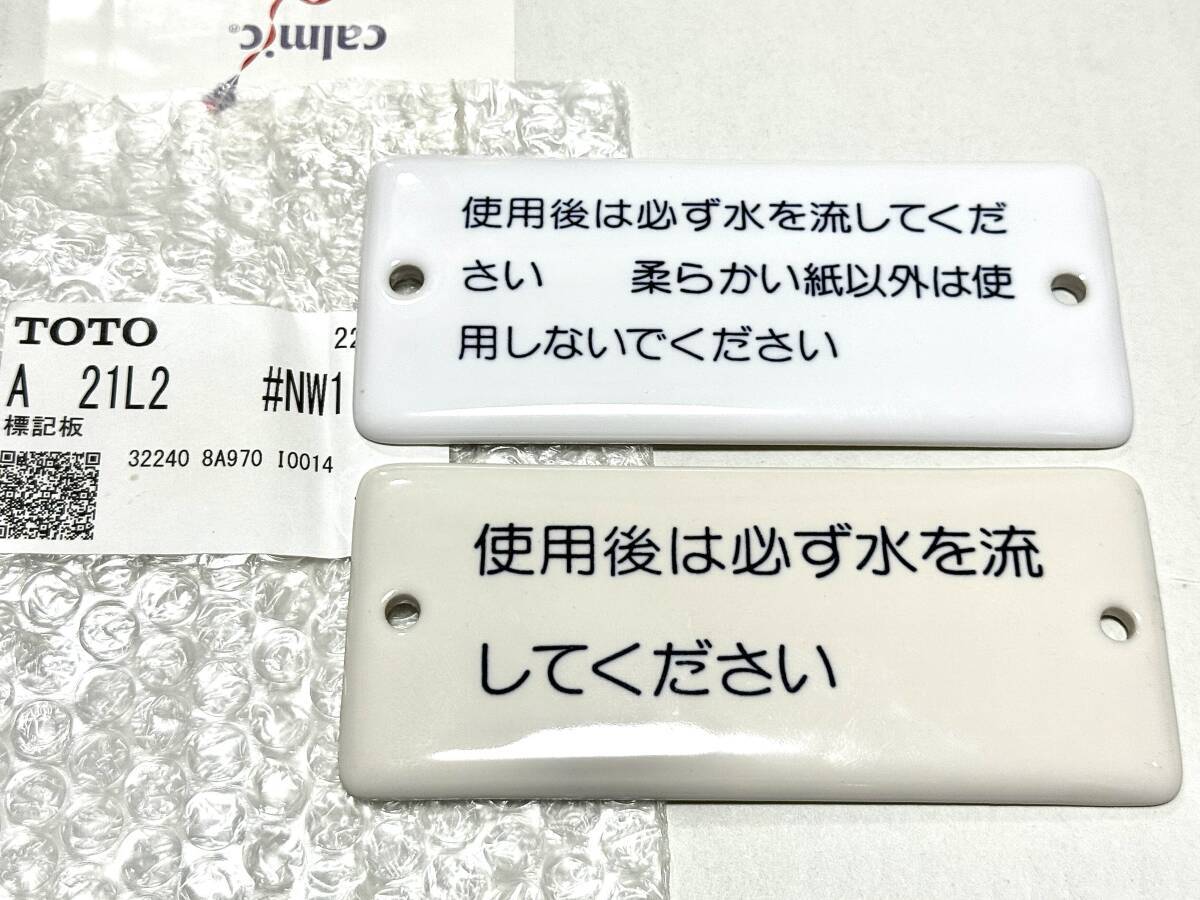 calmic®
使用後は必ず水を流してくだ
さい　　柔らかい紙以外は使
用しないでください
TOTO 22
A 21L2 #NW1
標記板
32240 8A970 I0014
使用後は必ず水を流
してください